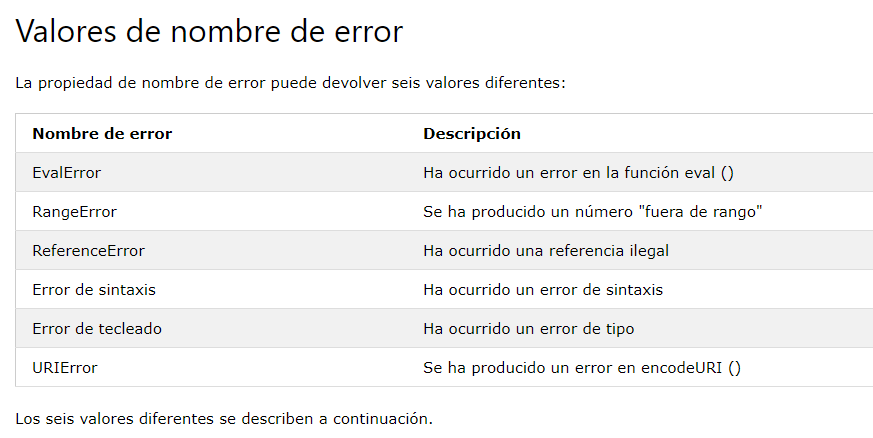 Valores de nombre de error
La propiedad de nombre de error puede devolver seis valores diferentes:
Nombre de error Descripción
EvalError Ha ocurrido un error en la función eval ()
RangeError Se ha producido un número "fuera de rango"
ReferenceError Ha ocurrido una referencia ilegal
Error de sintaxis Ha ocurrido un error de sintaxis
Error de tecleado Ha ocurrido un error de tipo
URIError Se ha producido un error en encodeURI ()
Los seis valores diferentes se describen a continuación.